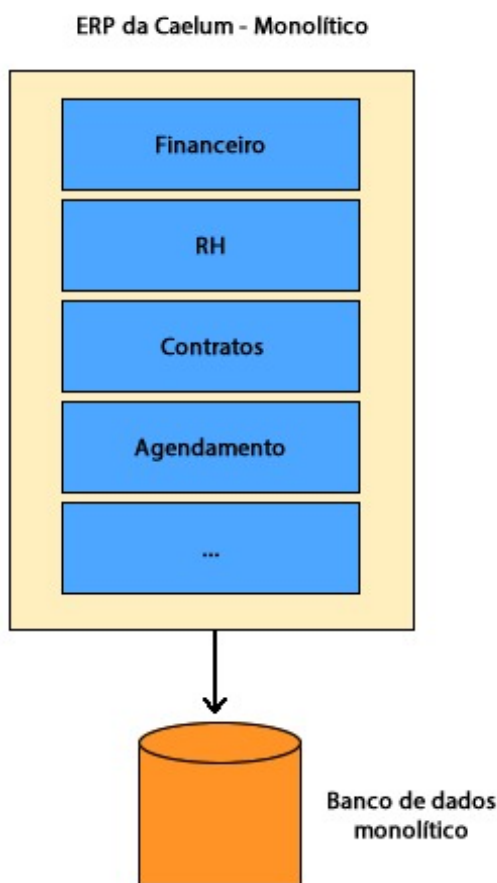 ERP da Caelum - Monolítico
Financeiro
RH
Contratos
Agendamento
...
Banco de dados
monolítico